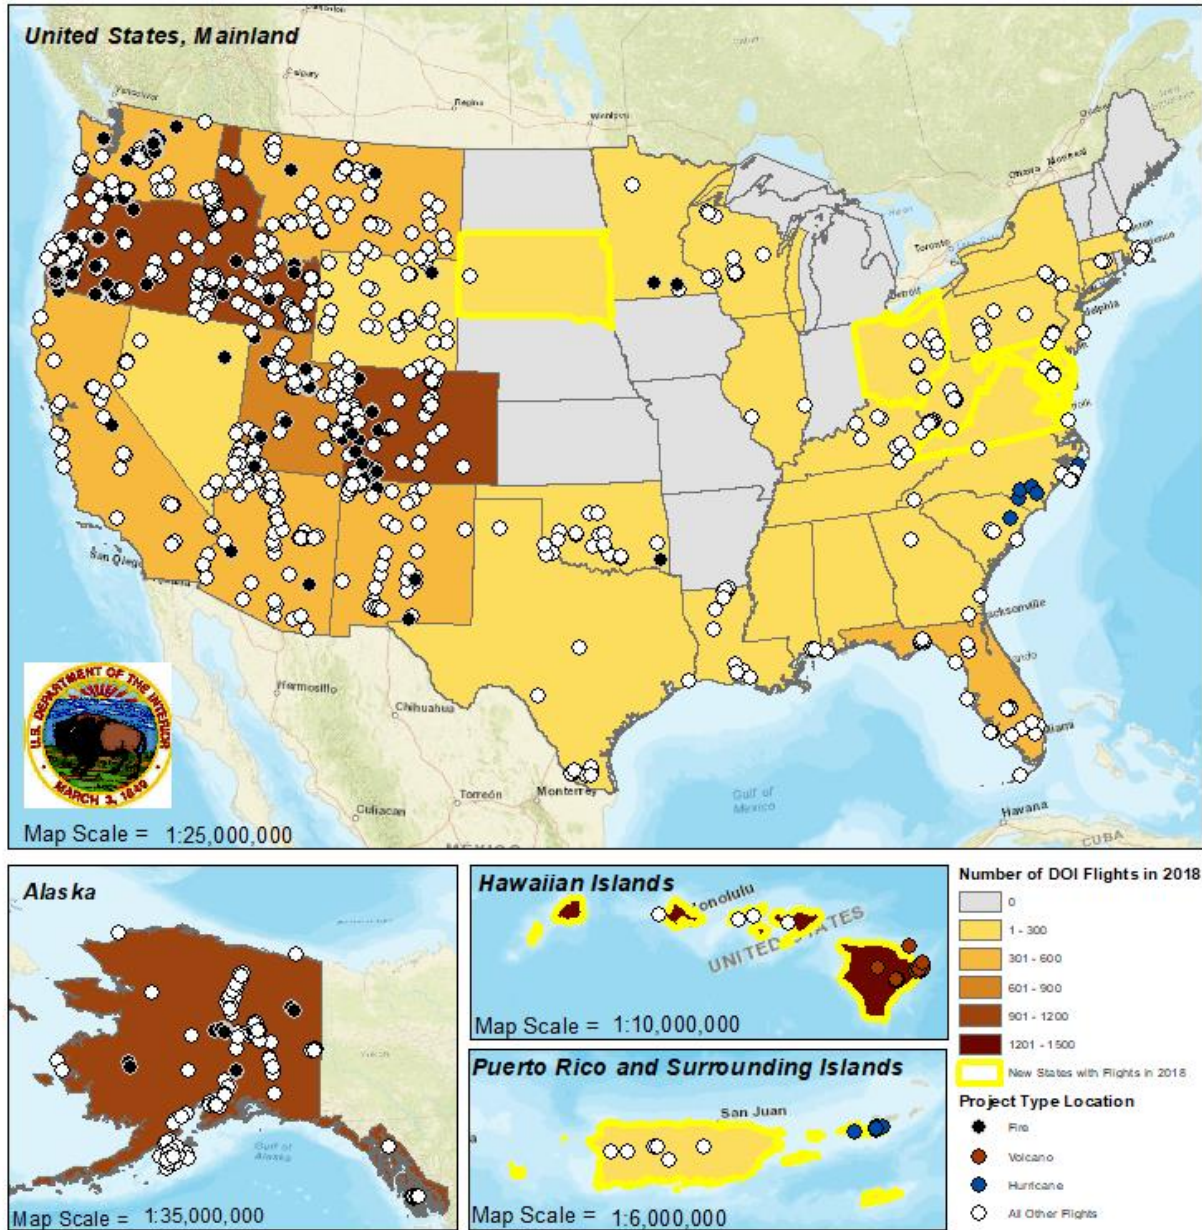 United States, Mainland
Vancouver
Calgary
Regina
Winnipeg
Ottawa
Montreal
Toronto
Detroit
San Diego
Hermosillo
Chihuahua
Culiacan
Torreón
Monterrey
Gulf of
Mexico
Havana
CUBA
U.S. DEPARTMENT OF THE INTERIOR
MARCH 3, 1849
Map Scale = 1:25,000,000
Alaska
Gulf of
Alaska
Map Scale = 1:35,000,000
Hawaiian Islands
Map Scale = 1:10,000,000
Puerto Rico and Surrounding Islands
San Juan
Map Scale = 1:6,000,000
Number of DOI Flights in 2018
0
1 - 300
301 - 600
601 - 900
901 - 1200
1201 - 1500
New States with Flights in 2018
Project Type Location
Fire
Volcano
Hurricane
All Other Flights